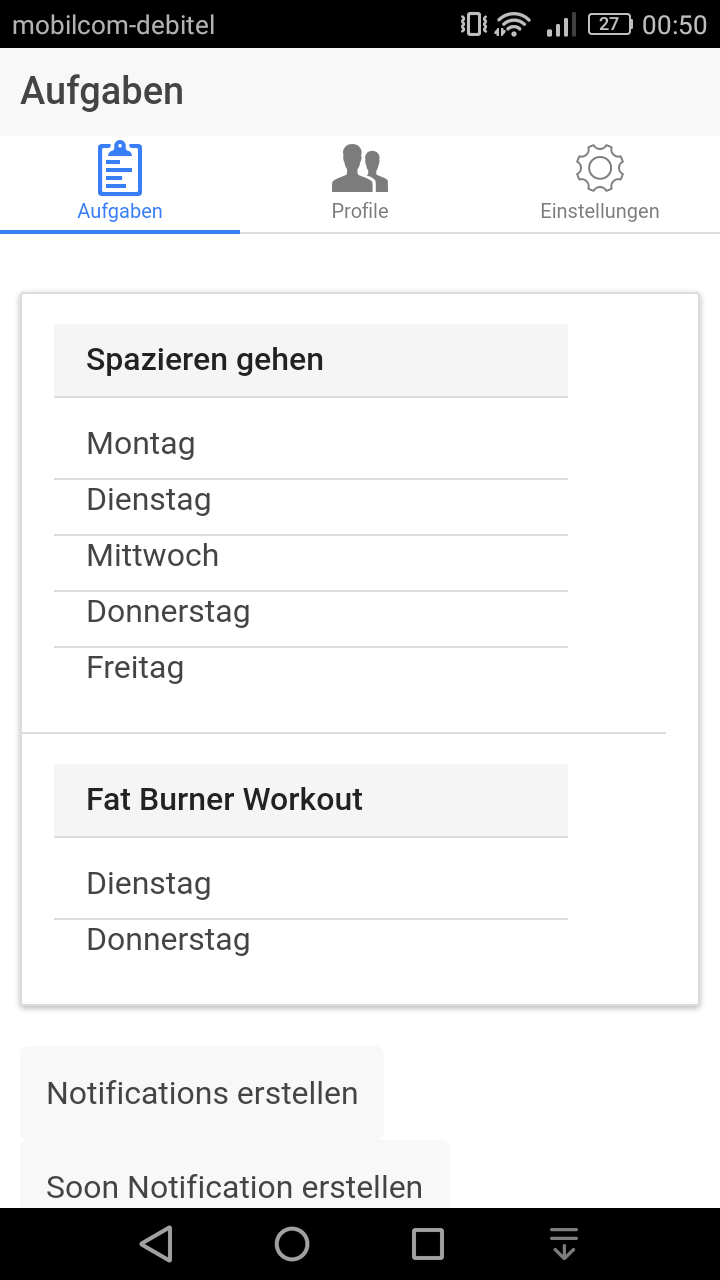 mobilcom-debitel 27 00:50
Aufgaben
Aufgaben Profile Einstellungen
Spazieren gehen
Montag
Dienstag
Mittwoch
Donnerstag
Freitag
Fat Burner Workout
Dienstag
Donnerstag
Notifications erstellen
Soon Notification erstellen